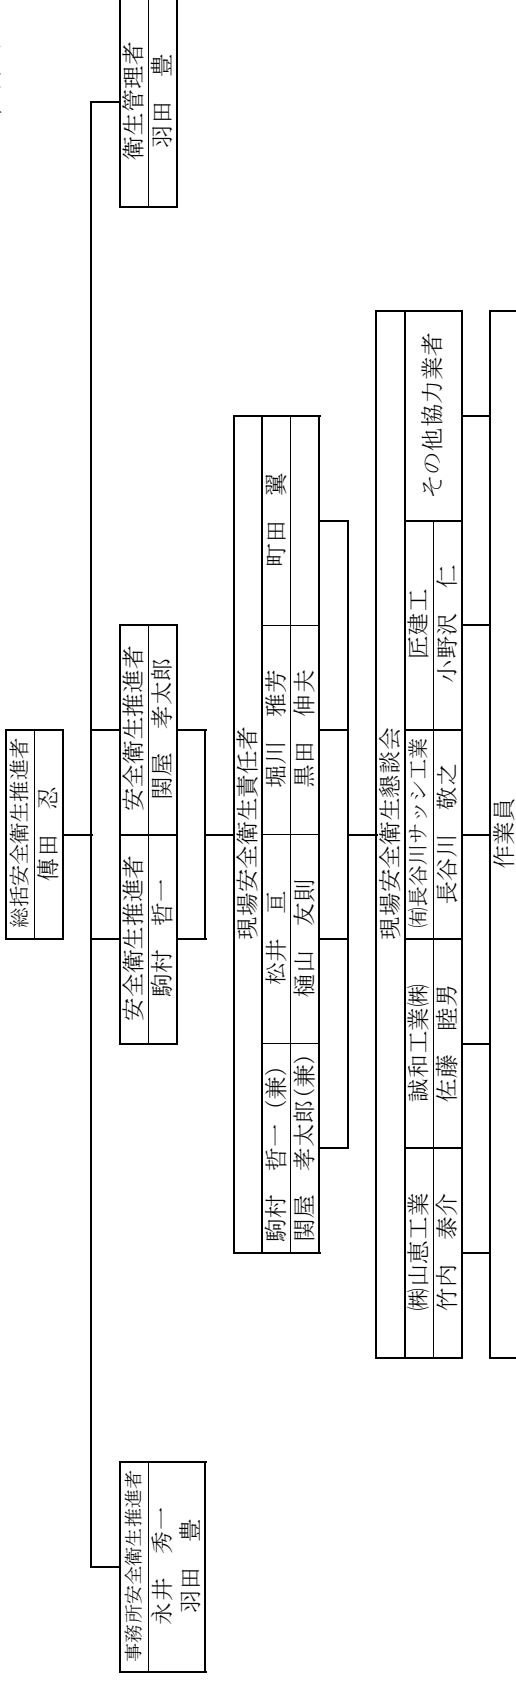 総括安全衛生推進者
傳田　忍
事務所安全衛生推進者
永井　秀一
羽田　豊
安全衛生推進者
駒村　哲一
安全衛生推進者
関屋　孝太郎
衛生管理者
羽田　豊
現場安全衛生責任者
駒村　哲一（兼）
松井　亘
堀川　雅芳
町田　翼
関屋　孝太郎（兼）
樋山　友則
黒田　伸夫
現場安全衛生懇談会
㈱山恵工業
誠和工業㈱
㈲長谷川サッシ工業
匠建工
その他協力業者
竹内　泰介
佐藤　睦男
長谷川　敬之
小野沢　仁
作業員